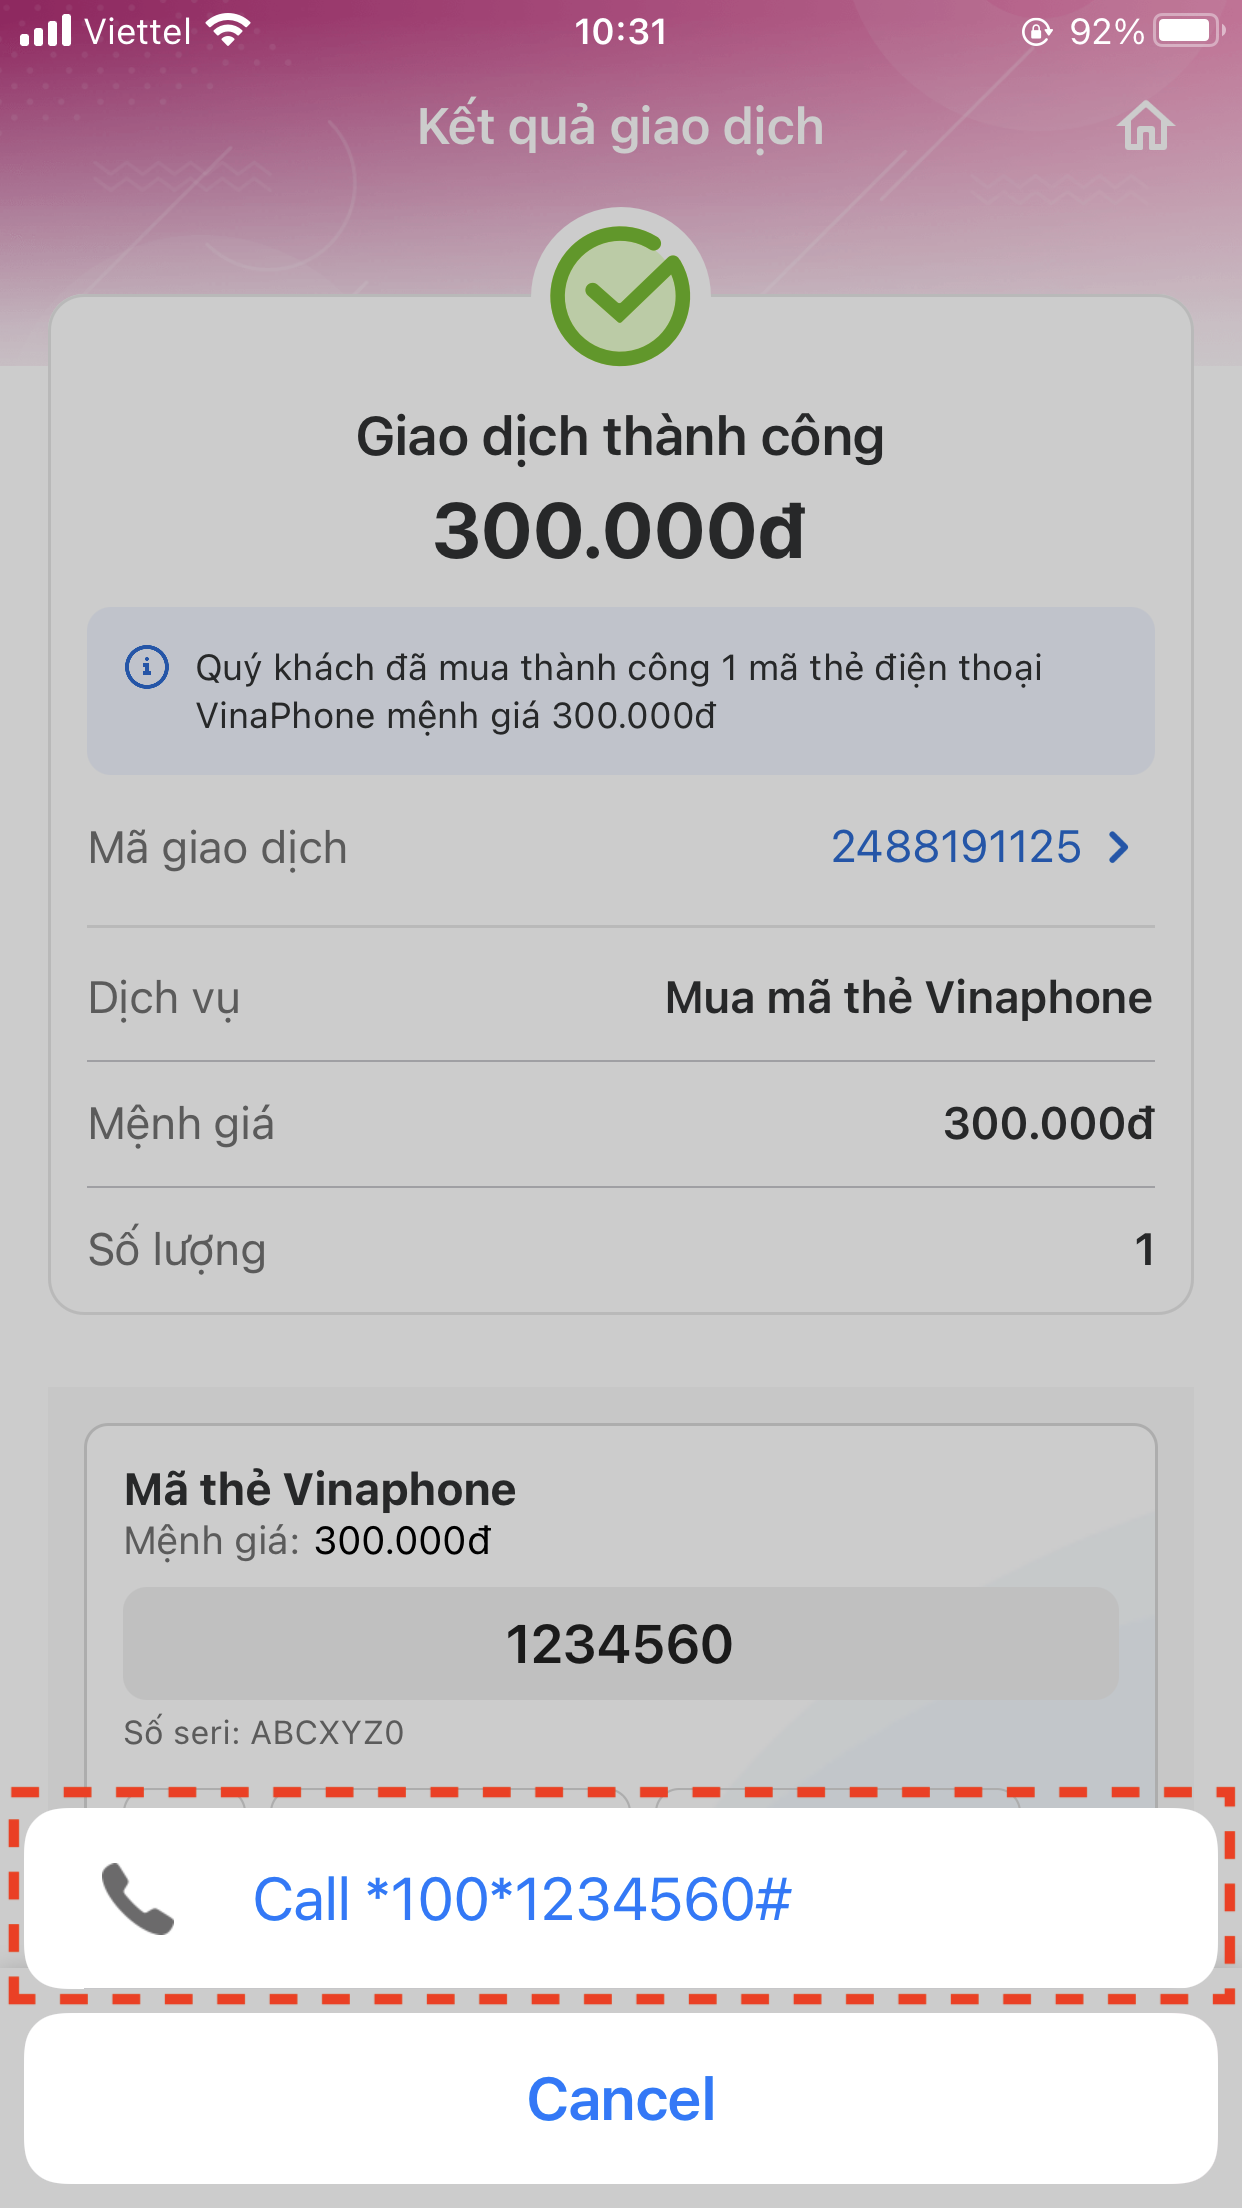 Viettel 10:31 92%
Kết quả giao dịch
Giao dịch thành công
300.000đ
Quý khách đã mua thành công 1 mã thẻ điện thoại
VinaPhone mệnh giá 300.000đ
Mã giao dịch 2488191125
Dịch vụ Mua mã thẻ Vinaphone
Mệnh giá 300.000đ
Số lượng 1
Mã thẻ Vinaphone
Mệnh giá: 300.000đ
1234560
Số seri: ABCXYZ0
Call *100*1234560#
Cancel